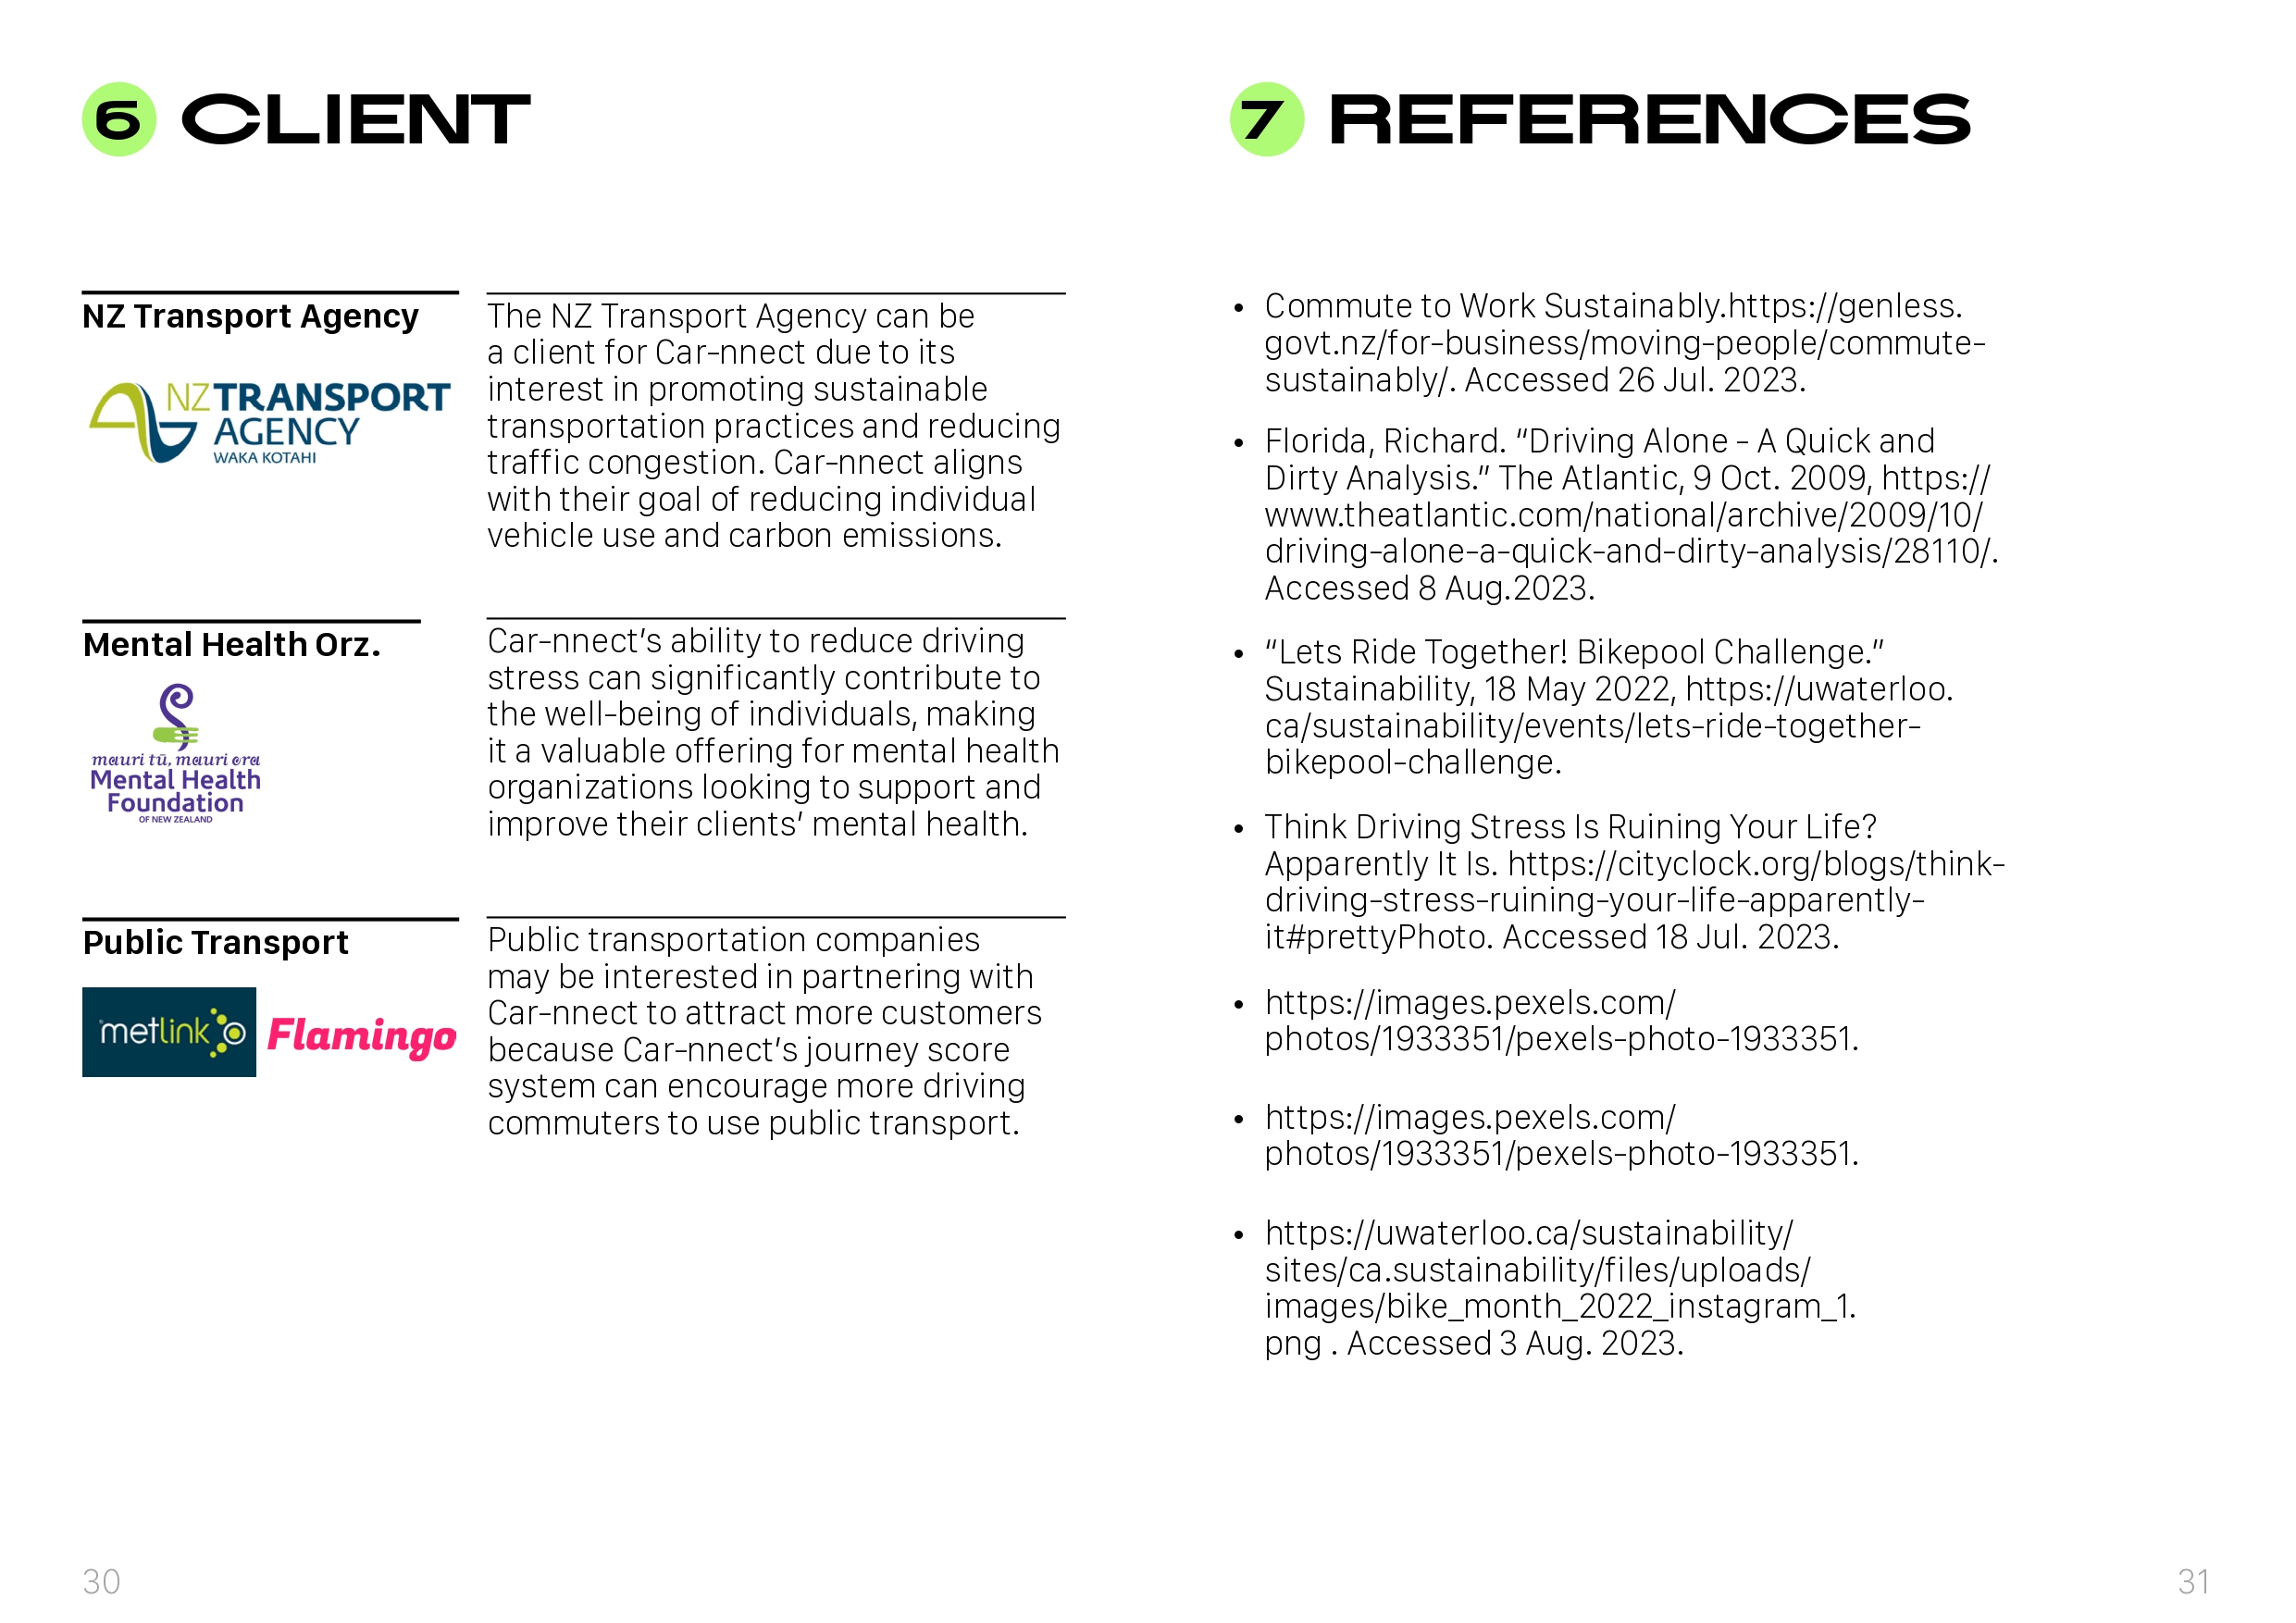 6 CLIENT
NZ Transport Agency
NZ TRANSPORT
AGENCY
WAKA KOTAHI
The NZ Transport Agency can be
a client for Car-nnect due to its
interest in promoting sustainable
transportation practices and reducing
traffic congestion. Car-nnect aligns
with their goal of reducing individual
vehicle use and carbon emissions.
Mental Health Orz.
mauri tū, mauri ora
Mental Health
Foundation
OF NEW ZEALAND
Car-nnect’s ability to reduce driving
stress can significantly contribute to
the well-being of individuals, making
it a valuable offering for mental health
organizations looking to support and
improve their clients’ mental health.
Public Transport
metlink
Flamingo
Public transportation companies
may be interested in partnering with
Car-nnect to attract more customers
because Car-nnect’s journey score
system can encourage more driving
commuters to use public transport.
30
7 REFERENCES
• Commute to Work Sustainably.https://genless.
govt.nz/for-business/moving-people/commute-
sustainably/. Accessed 26 Jul. 2023.
• Florida, Richard. “Driving Alone - A Quick and
Dirty Analysis.” The Atlantic, 9 Oct. 2009, https://
www.theatlantic.com/national/archive/2009/10/
driving-alone-a-quick-and-dirty-analysis/28110/.
Accessed 8 Aug.2023.
• “Lets Ride Together! Bikepool Challenge.”
Sustainability, 18 May 2022, https://uwaterloo.
ca/sustainability/events/lets-ride-together-
bikepool-challenge.
• Think Driving Stress Is Ruining Your Life?
Apparently It Is. https://cityclock.org/blogs/think-
driving-stress-ruining-your-life-apparently-
it#prettyPhoto. Accessed 18 Jul. 2023.
• https://images.pexels.com/
photos/1933351/pexels-photo-1933351.
• https://images.pexels.com/
photos/1933351/pexels-photo-1933351.
• https://uwaterloo.ca/sustainability/
sites/ca.sustainability/files/uploads/
images/bike_month_2022_instagram_1.
png . Accessed 3 Aug. 2023.
31